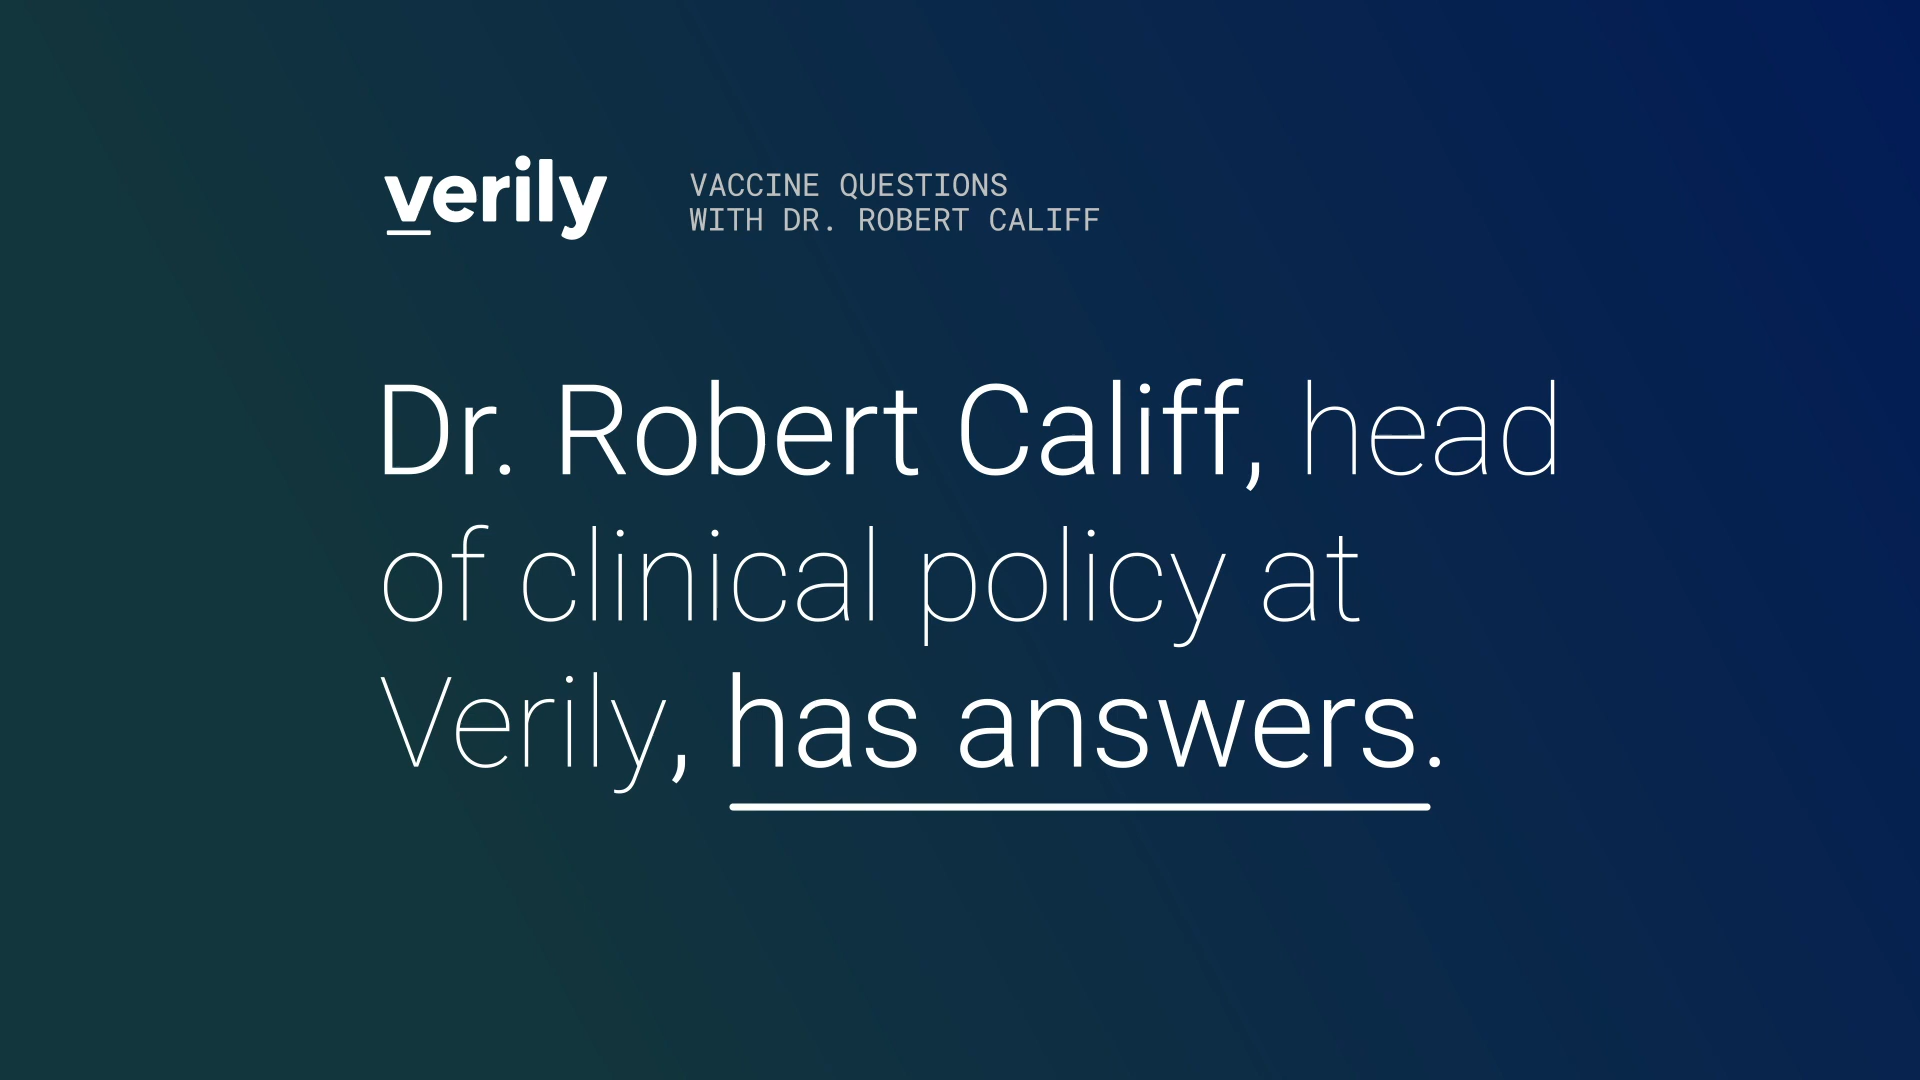 verily
VACCINE QUESTIONS
WITH DR. ROBERT CALIFF
Dr. Robert Califf, head
of clinical policy at
Verily, has answers.